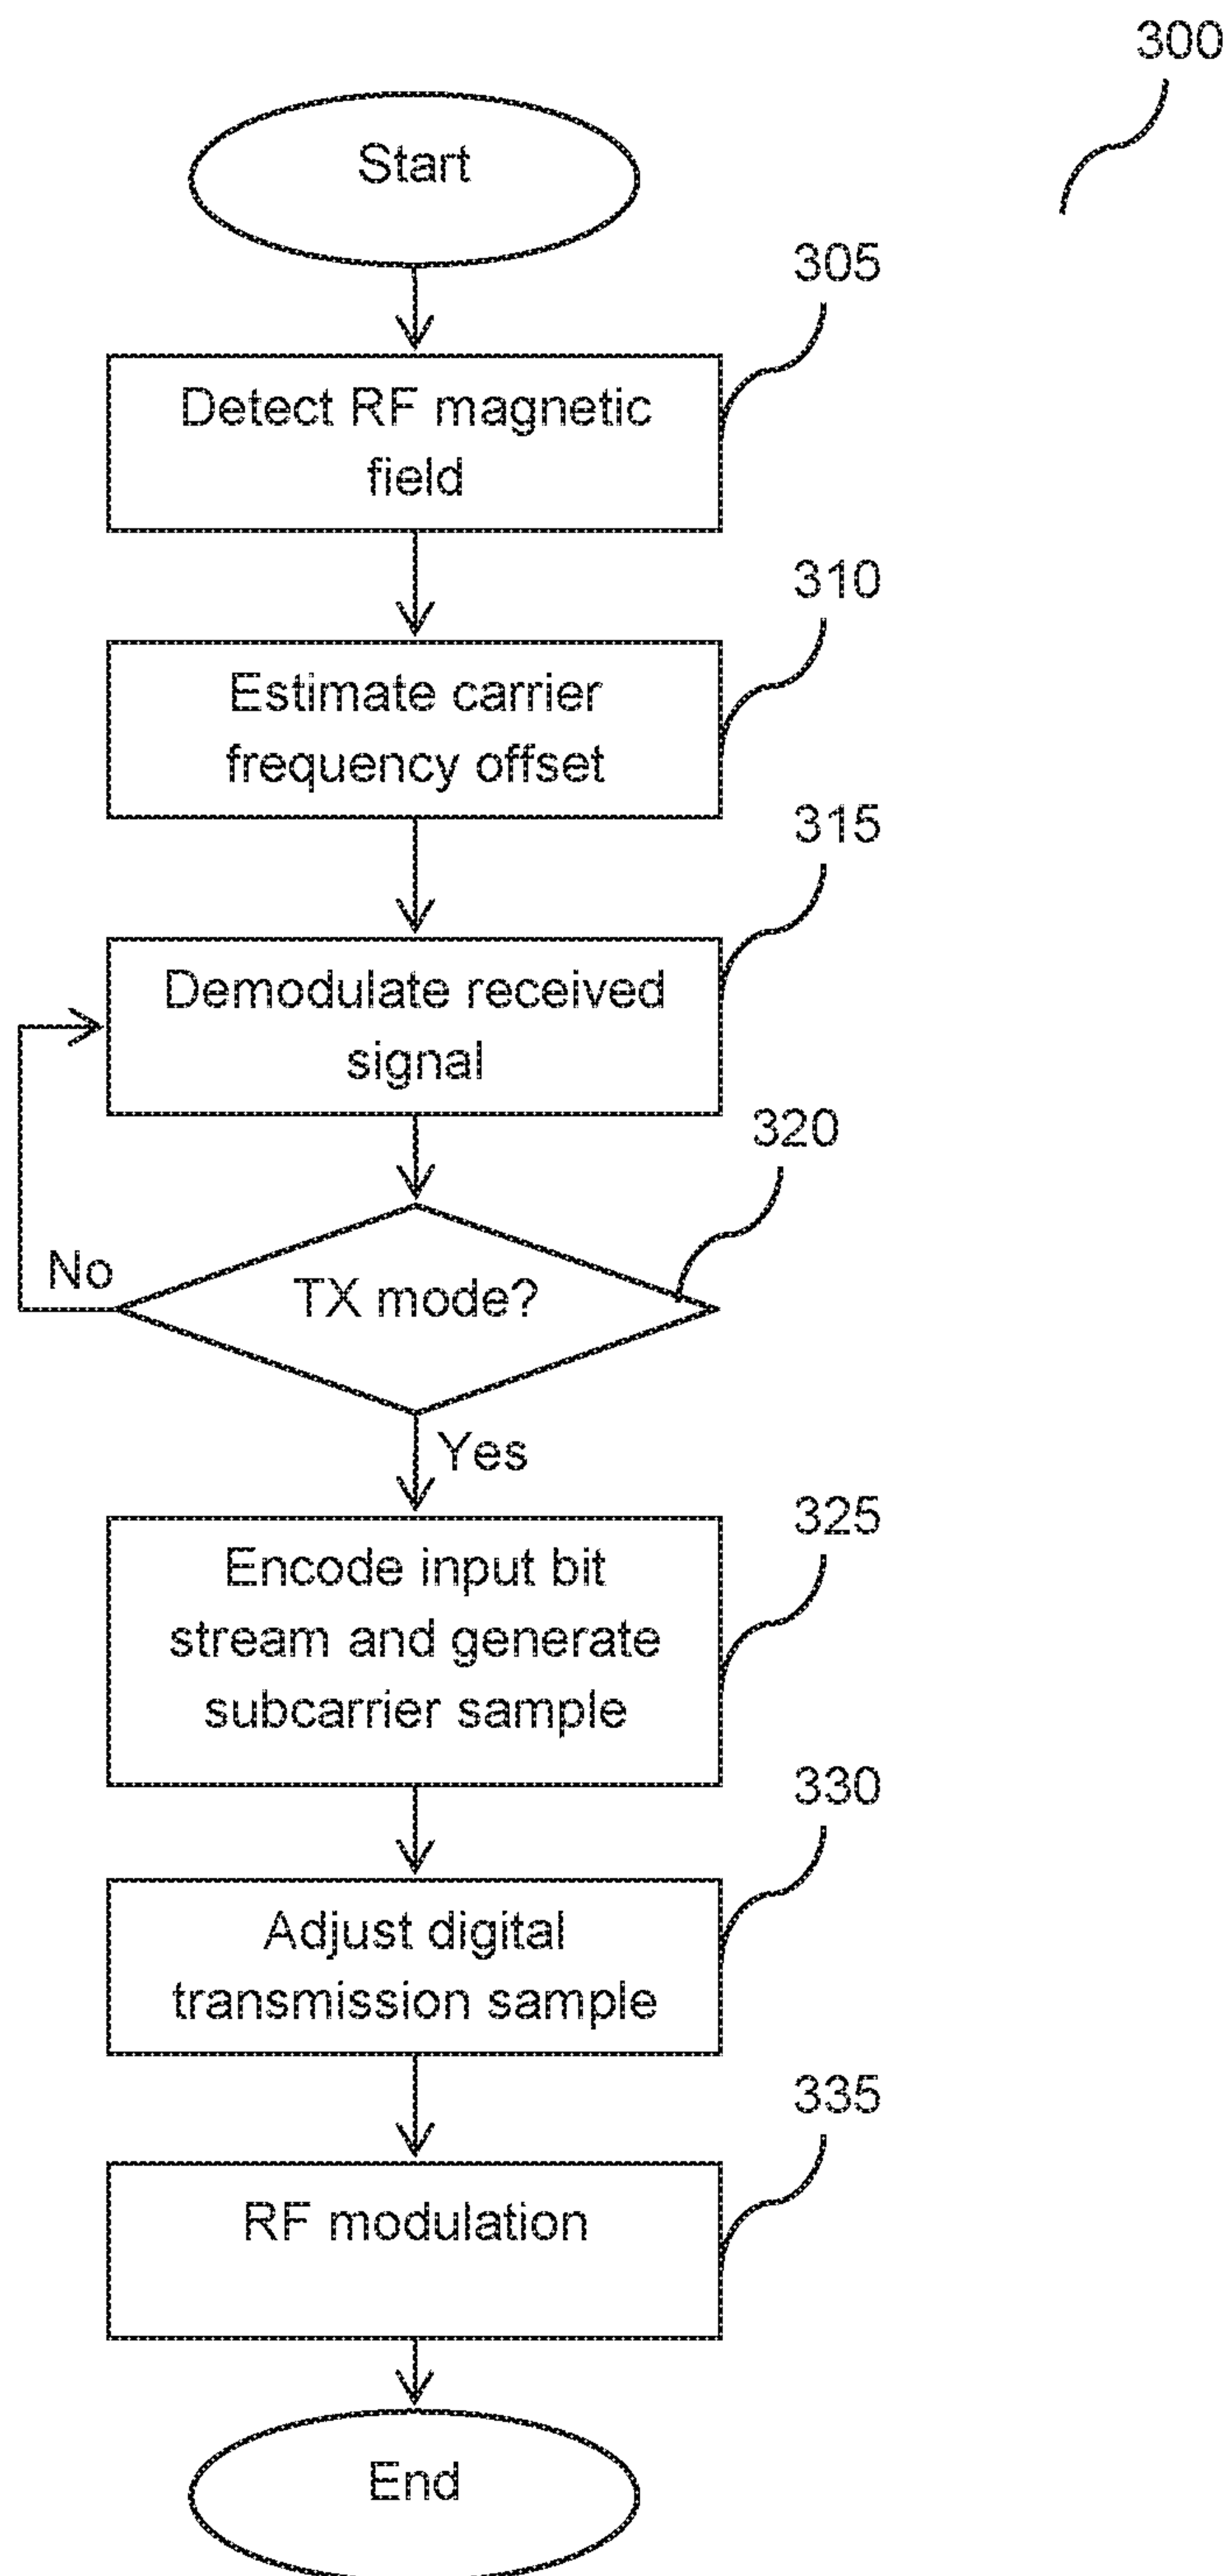 300
Start
305
Detect RF magnetic
field
310
Estimate carrier
frequency offset
315
Demodulate received
signal
320
No
TX mode?
Yes
325
Encode input bit
stream and generate
subcarrier sample
330
Adjust digital
transmission sample
335
RF modulation
End